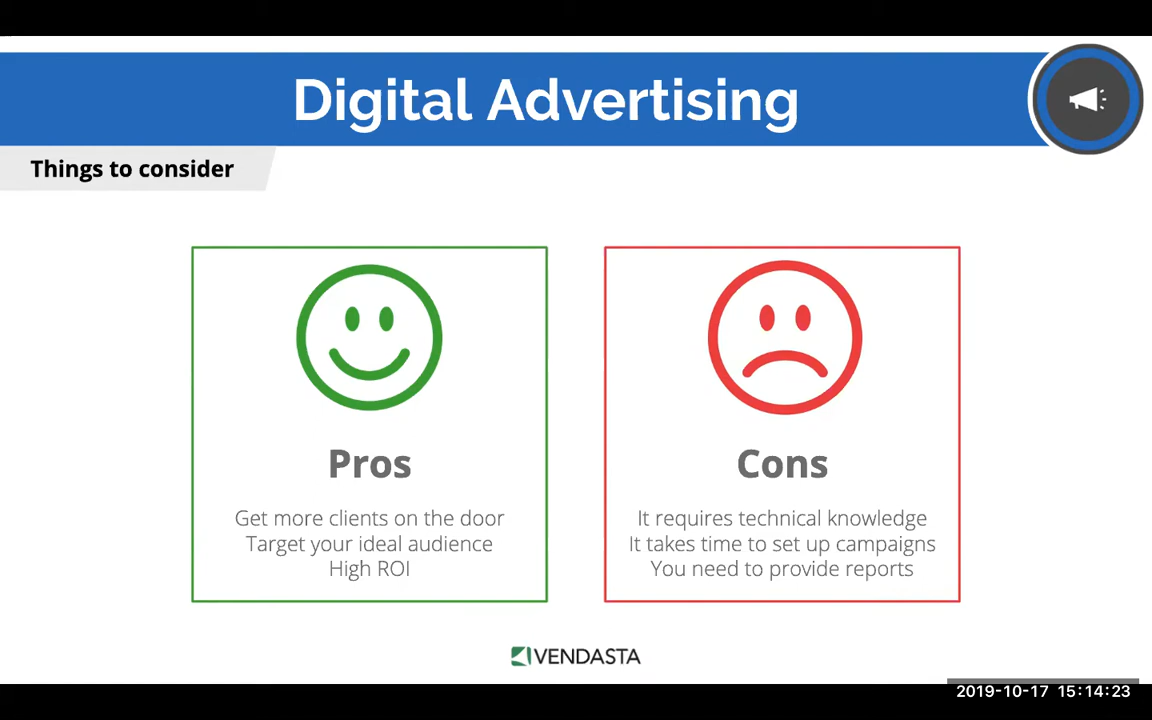 Digital Advertising
Things to consider
Pros
Get more clients on the door
Target your ideal audience
High ROI
Cons
It requires technical knowledge
It takes time to set up campaigns
You need to provide reports
VENDASTA
2019-10-17 15:14:23